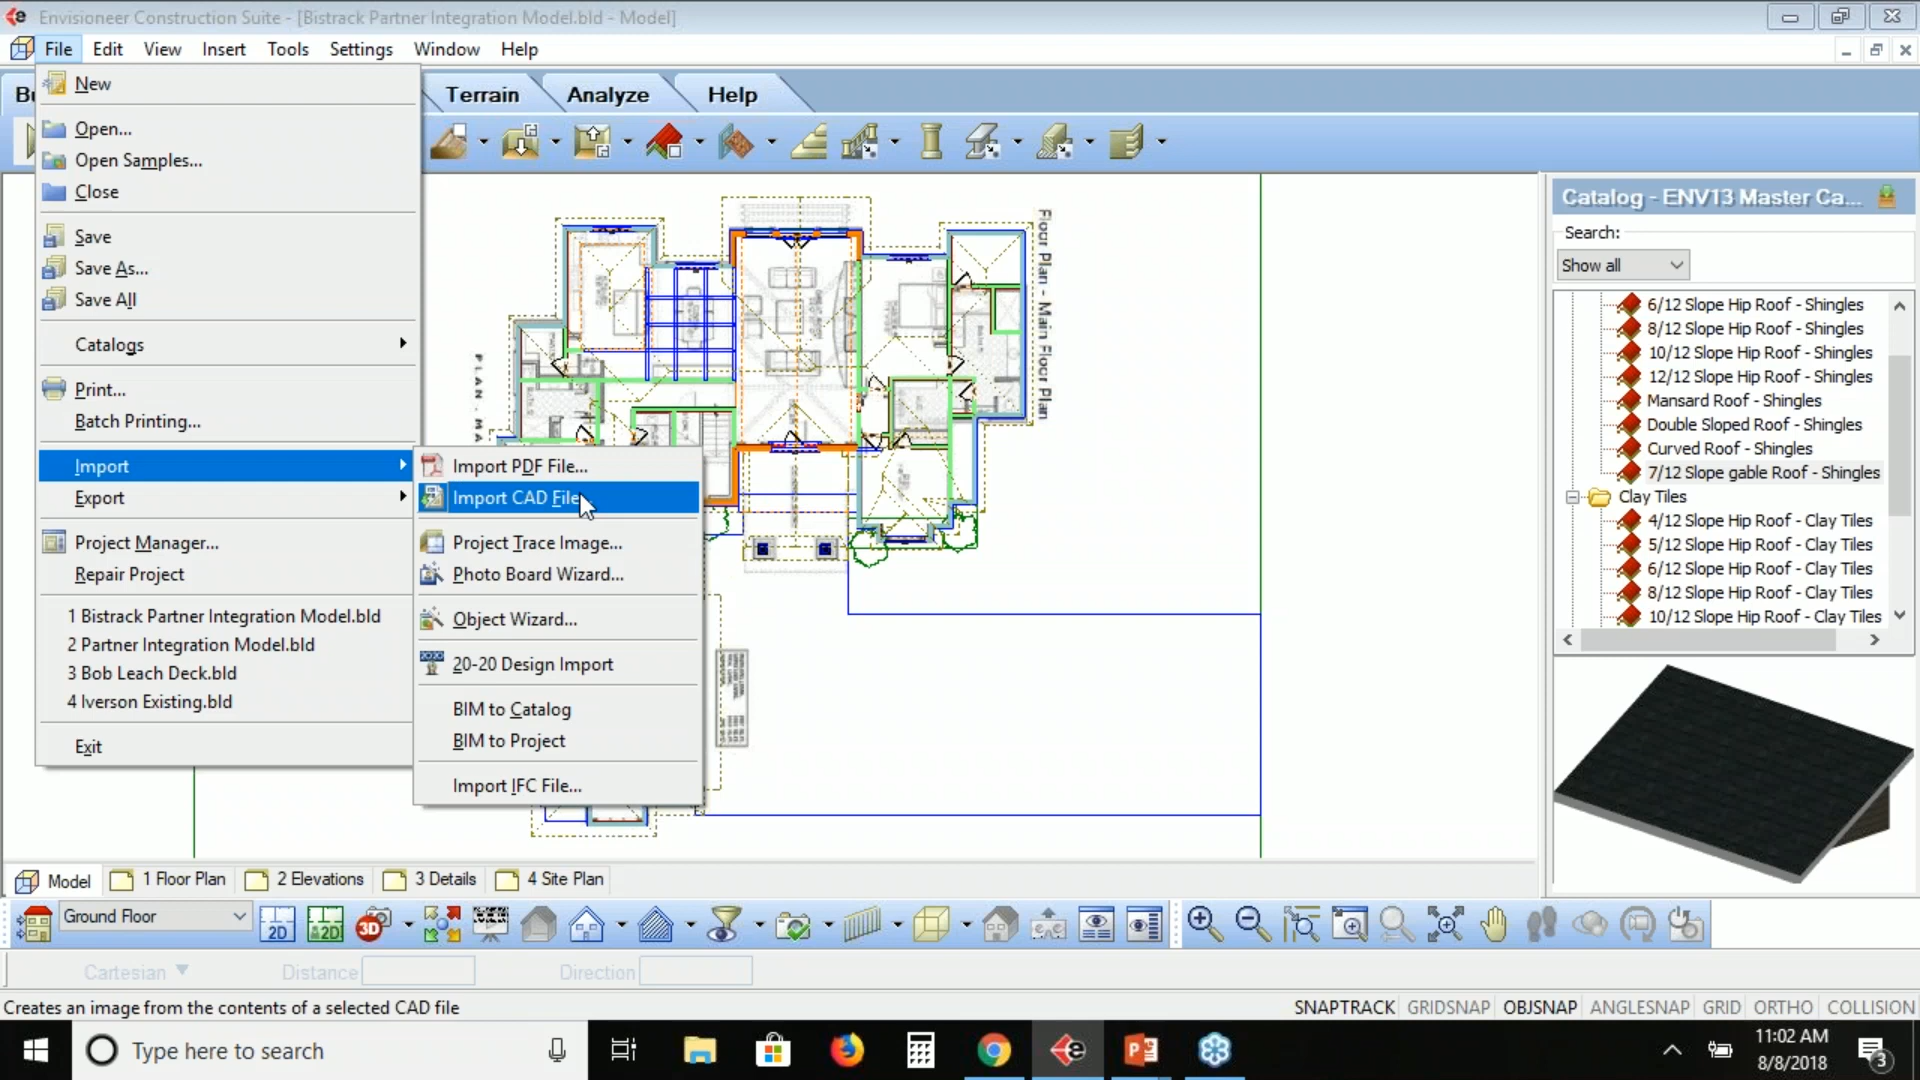 Envisioneer Construction Suite - [Bistrack Partner Integration Model.bld - Model]
File Edit View Insert Tools Settings Window Help
Bu
Terrain Analyze Help
New
Open...
Open Samples...
Close
Save
Save As...
Save All
Catalogs
Print...
Batch Printing...
Import
Export
Project Manager...
Repair Project
1 Bistrack Partner Integration Model.bld
2 Partner Integration Model.bld
3 Bob Leach Deck.bld
4 Iverson Existing.bld
Exit
Import PDF File...
Import CAD File...
Project Trace Image...
Photo Board Wizard...
Object Wizard...
20-20 Design Import
BIM to Catalog
BIM to Project
Import IFC File...
Floor Plan - Main Floor Plan
PLAN - MA
Catalog - ENV13 Master Ca...
Search:
Show all
6/12 Slope Hip Roof - Shingles
8/12 Slope Hip Roof - Shingles
10/12 Slope Hip Roof - Shingles
12/12 Slope Hip Roof - Shingles
Mansard Roof - Shingles
Double Sloped Roof - Shingles
Curved Roof - Shingles
7/12 Slope gable Roof - Shingles
Clay Tiles
4/12 Slope Hip Roof - Clay Tiles
5/12 Slope Hip Roof - Clay Tiles
6/12 Slope Hip Roof - Clay Tiles
8/12 Slope Hip Roof - Clay Tiles
10/12 Slope Hip Roof - Clay Tiles
Model 1 Floor Plan 2 Elevations 3 Details 4 Site Plan
Ground Floor 2D 2D 3D
Cartesian Distance Direction
Creates an image from the contents of a selected CAD file
SNAPTRACK GRIDSNAP OBJSNAP ANGLESNAP GRID ORTHO COLLISION
Type here to search
11:02 AM
8/8/2018
3